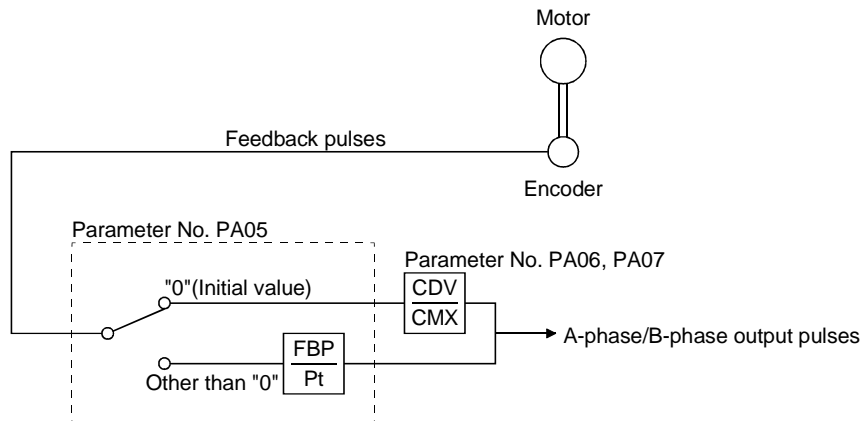 Motor
Feedback pulses
Encoder
Parameter No. PA05
Parameter No. PA06, PA07
"0"(Initial value)
CDV
CMX
A-phase/B-phase output pulses
FBP
Pt
Other than "0"